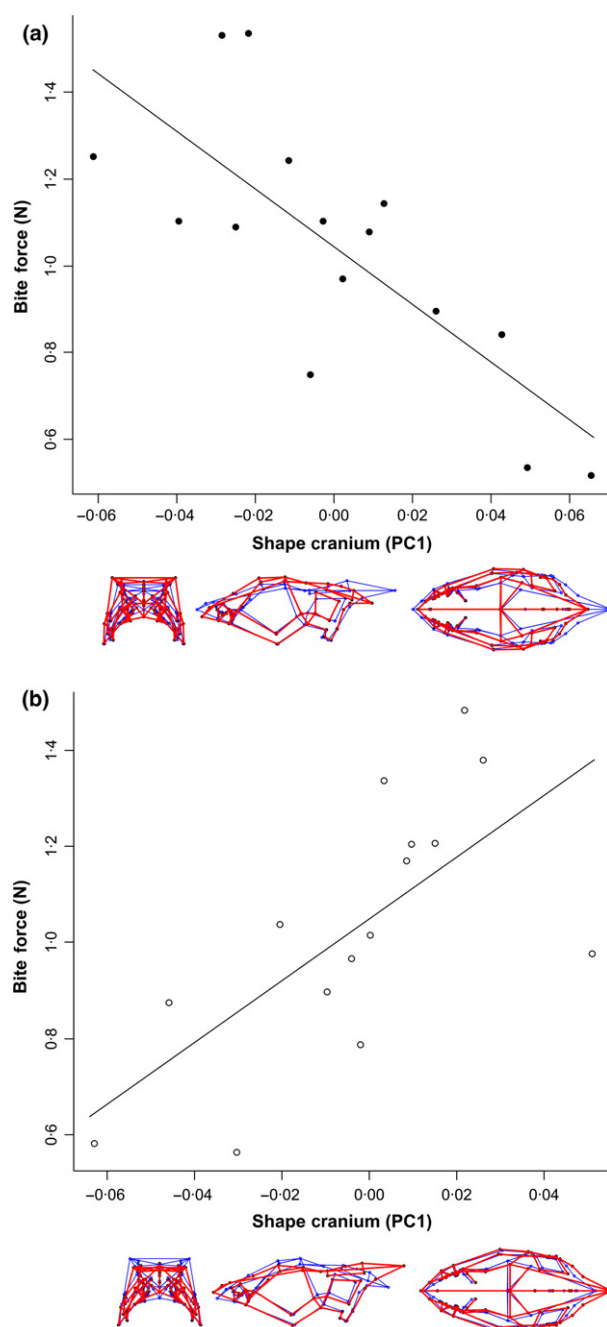 (a)
Bite force (N)
1·4
1·2
1·0
0·8
0·6
−0·06 −0·04 −0·02 0·00 0·02 0·04 0·06
Shape cranium (PC1)
(b)
Bite force (N)
1·4
1·2
1·0
0·8
0·6
−0·06 −0·04 −0·02 0·00 0·02 0·04
Shape cranium (PC1)